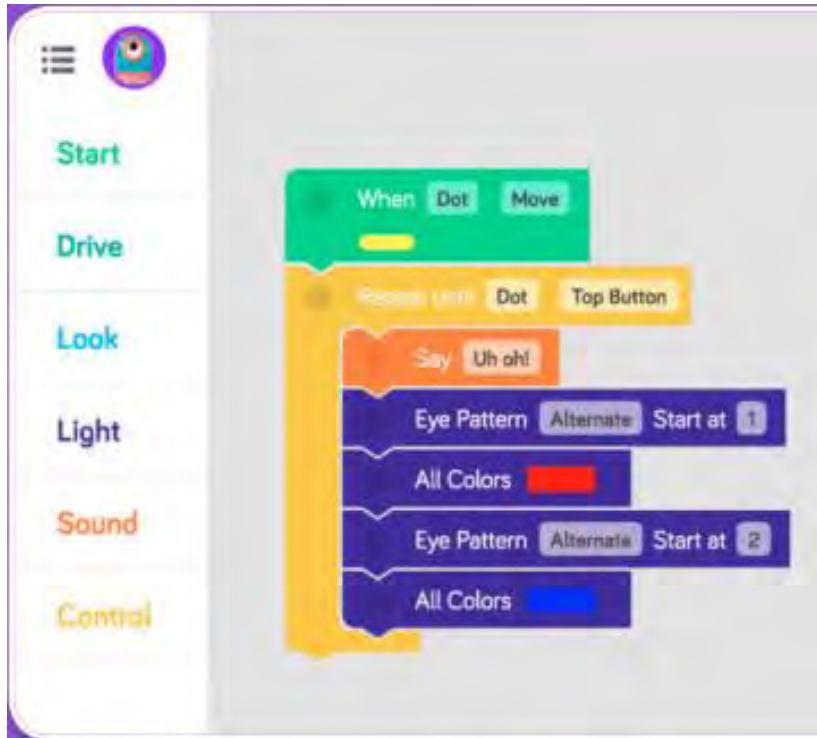 Start
Drive
Look
Light
Sound
Control
When Dot Move
Repeat Until Dot Top Button
Say Uh oh!
Eye Pattern Alternate Start at 1
All Colors
Eye Pattern Alternate Start at 2
All Colors